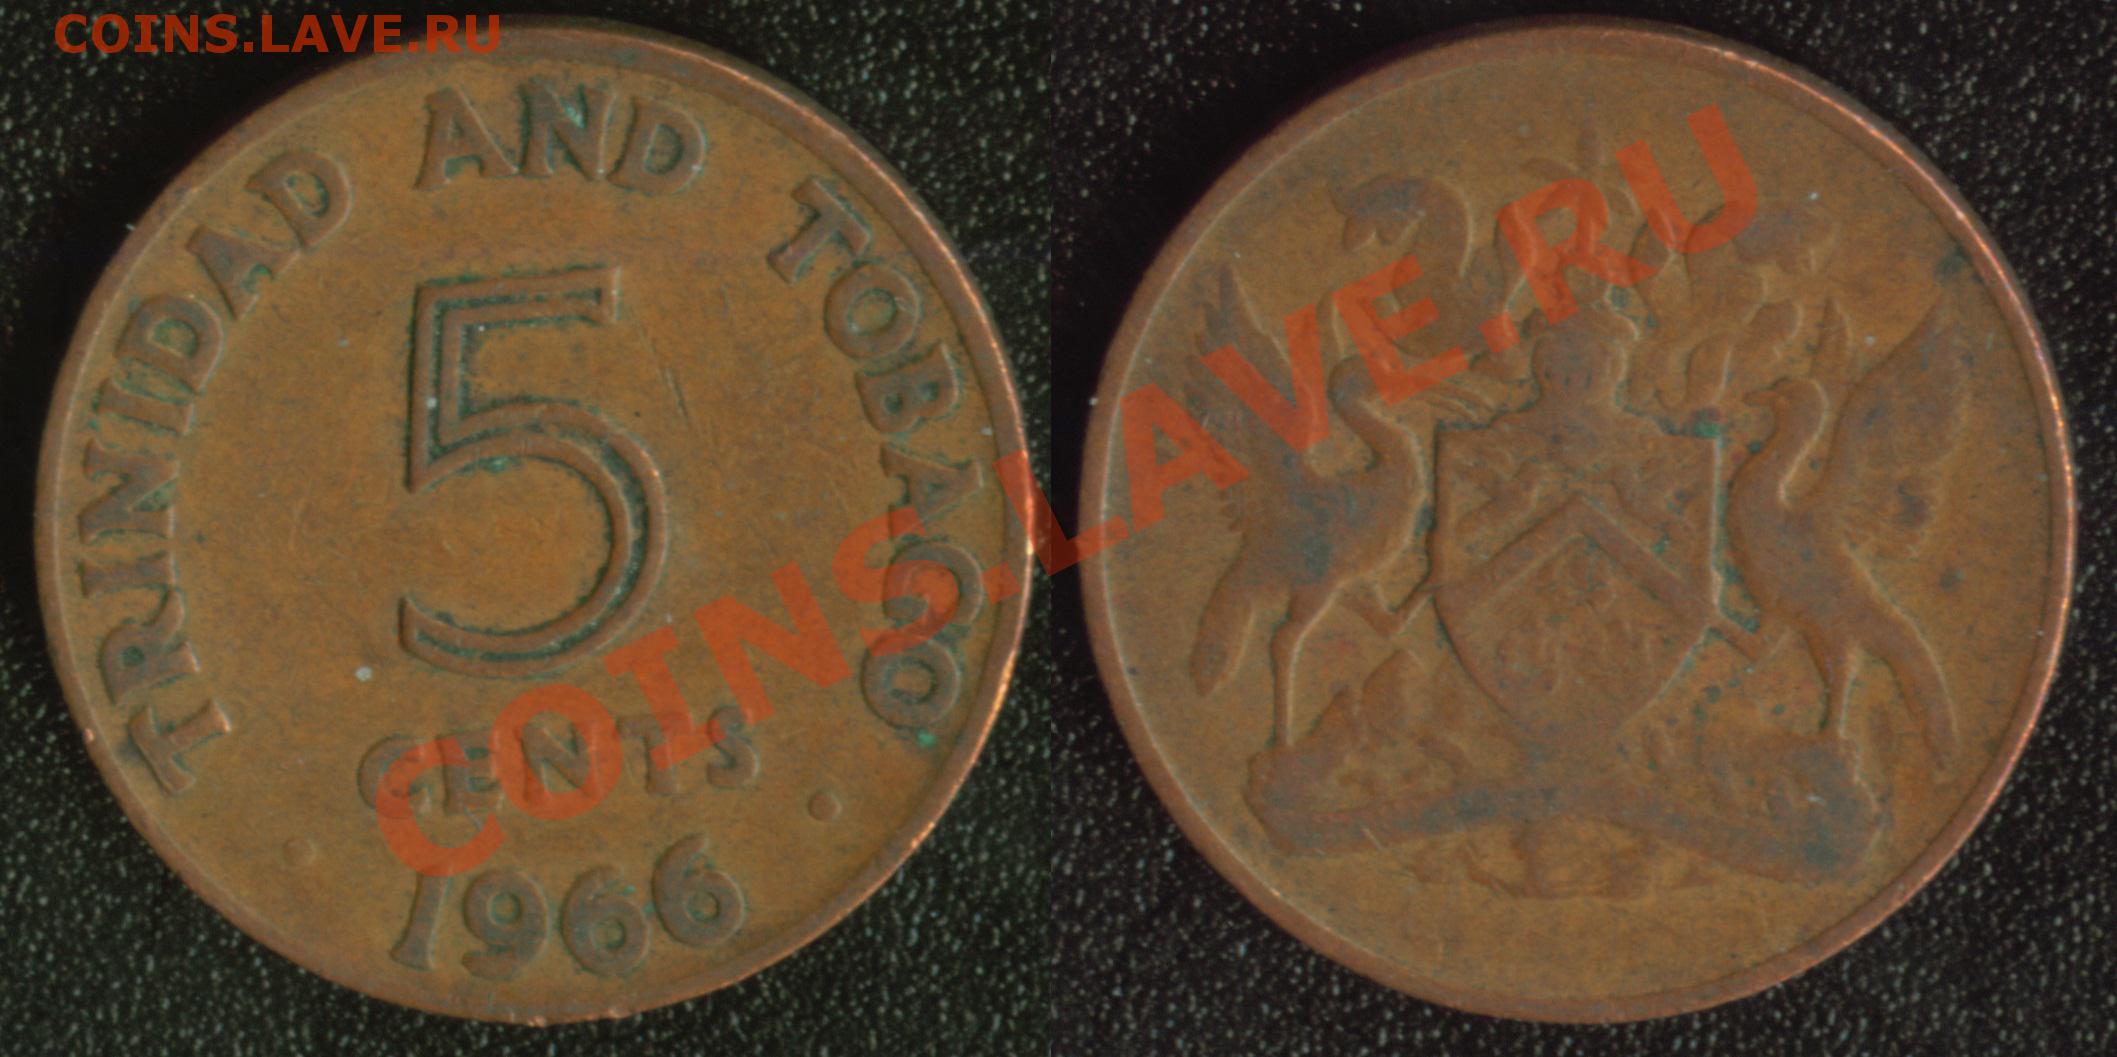 COINS.LAVE.RU
TRINIDAD AND TOBAGO
5
CENTS
1966
COINS.LAVE.RU